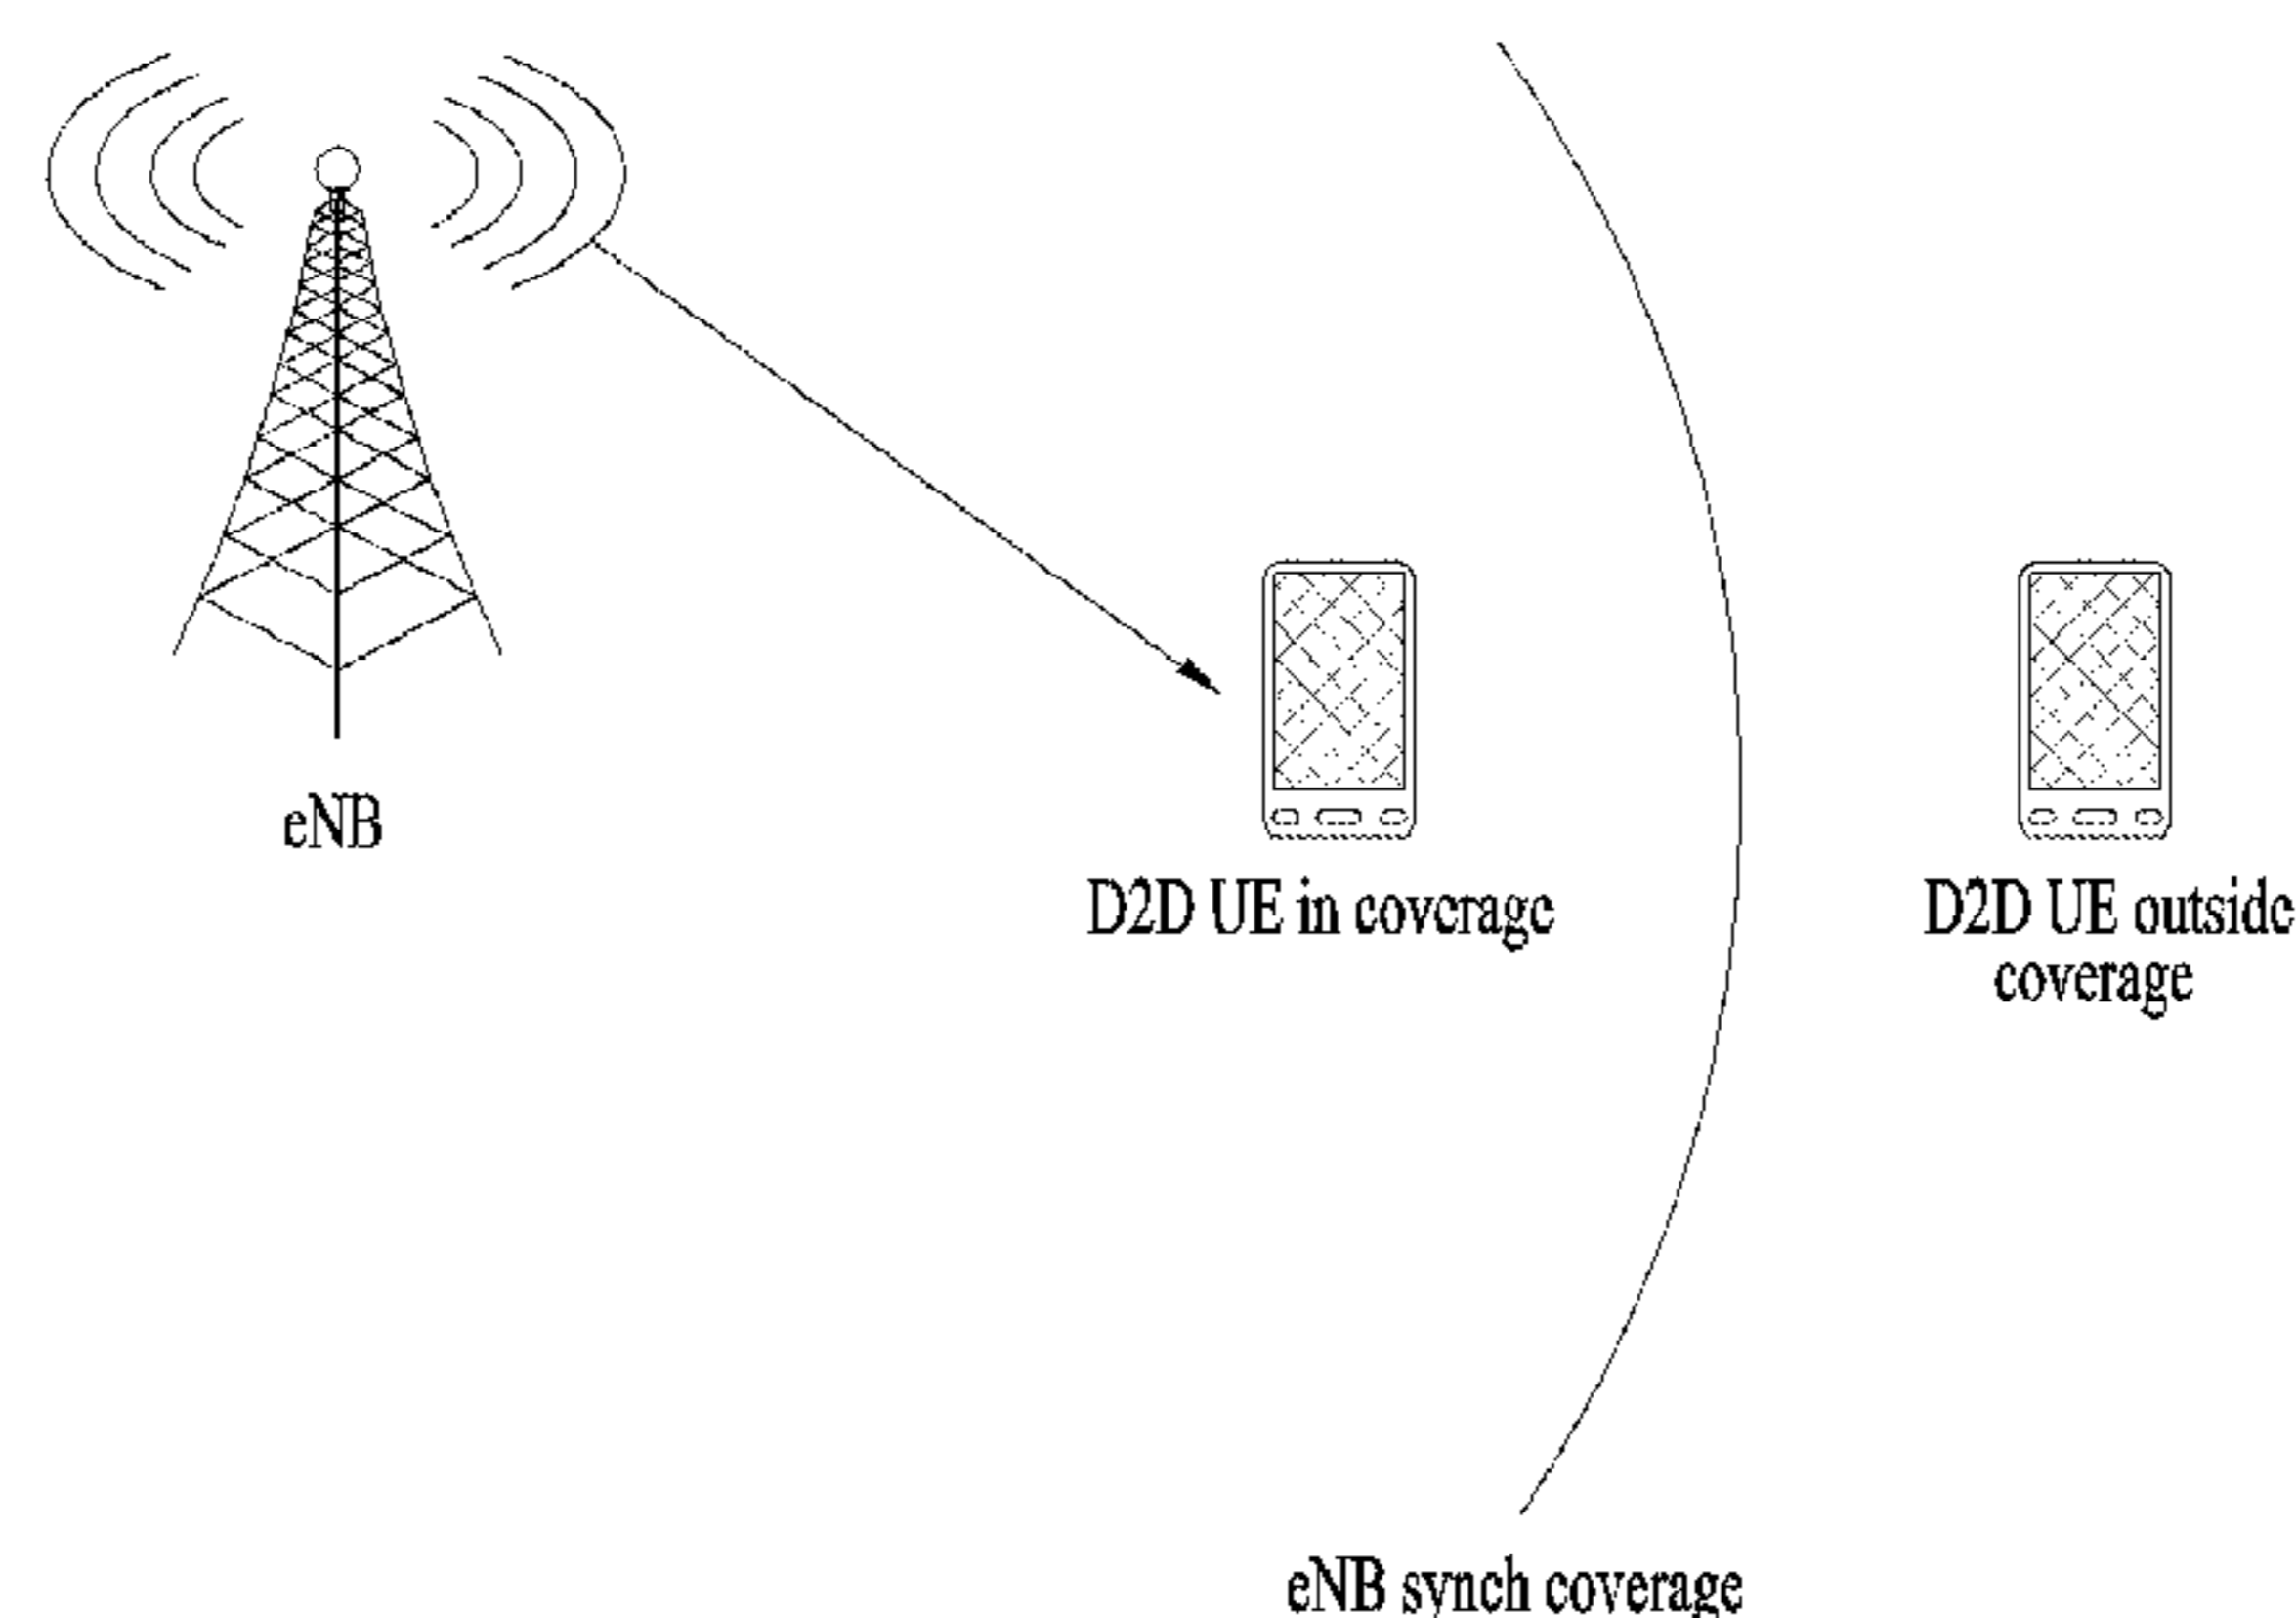 eNB
D2D UE in coverage
D2D UE outside
coverage
eNB synch coverage